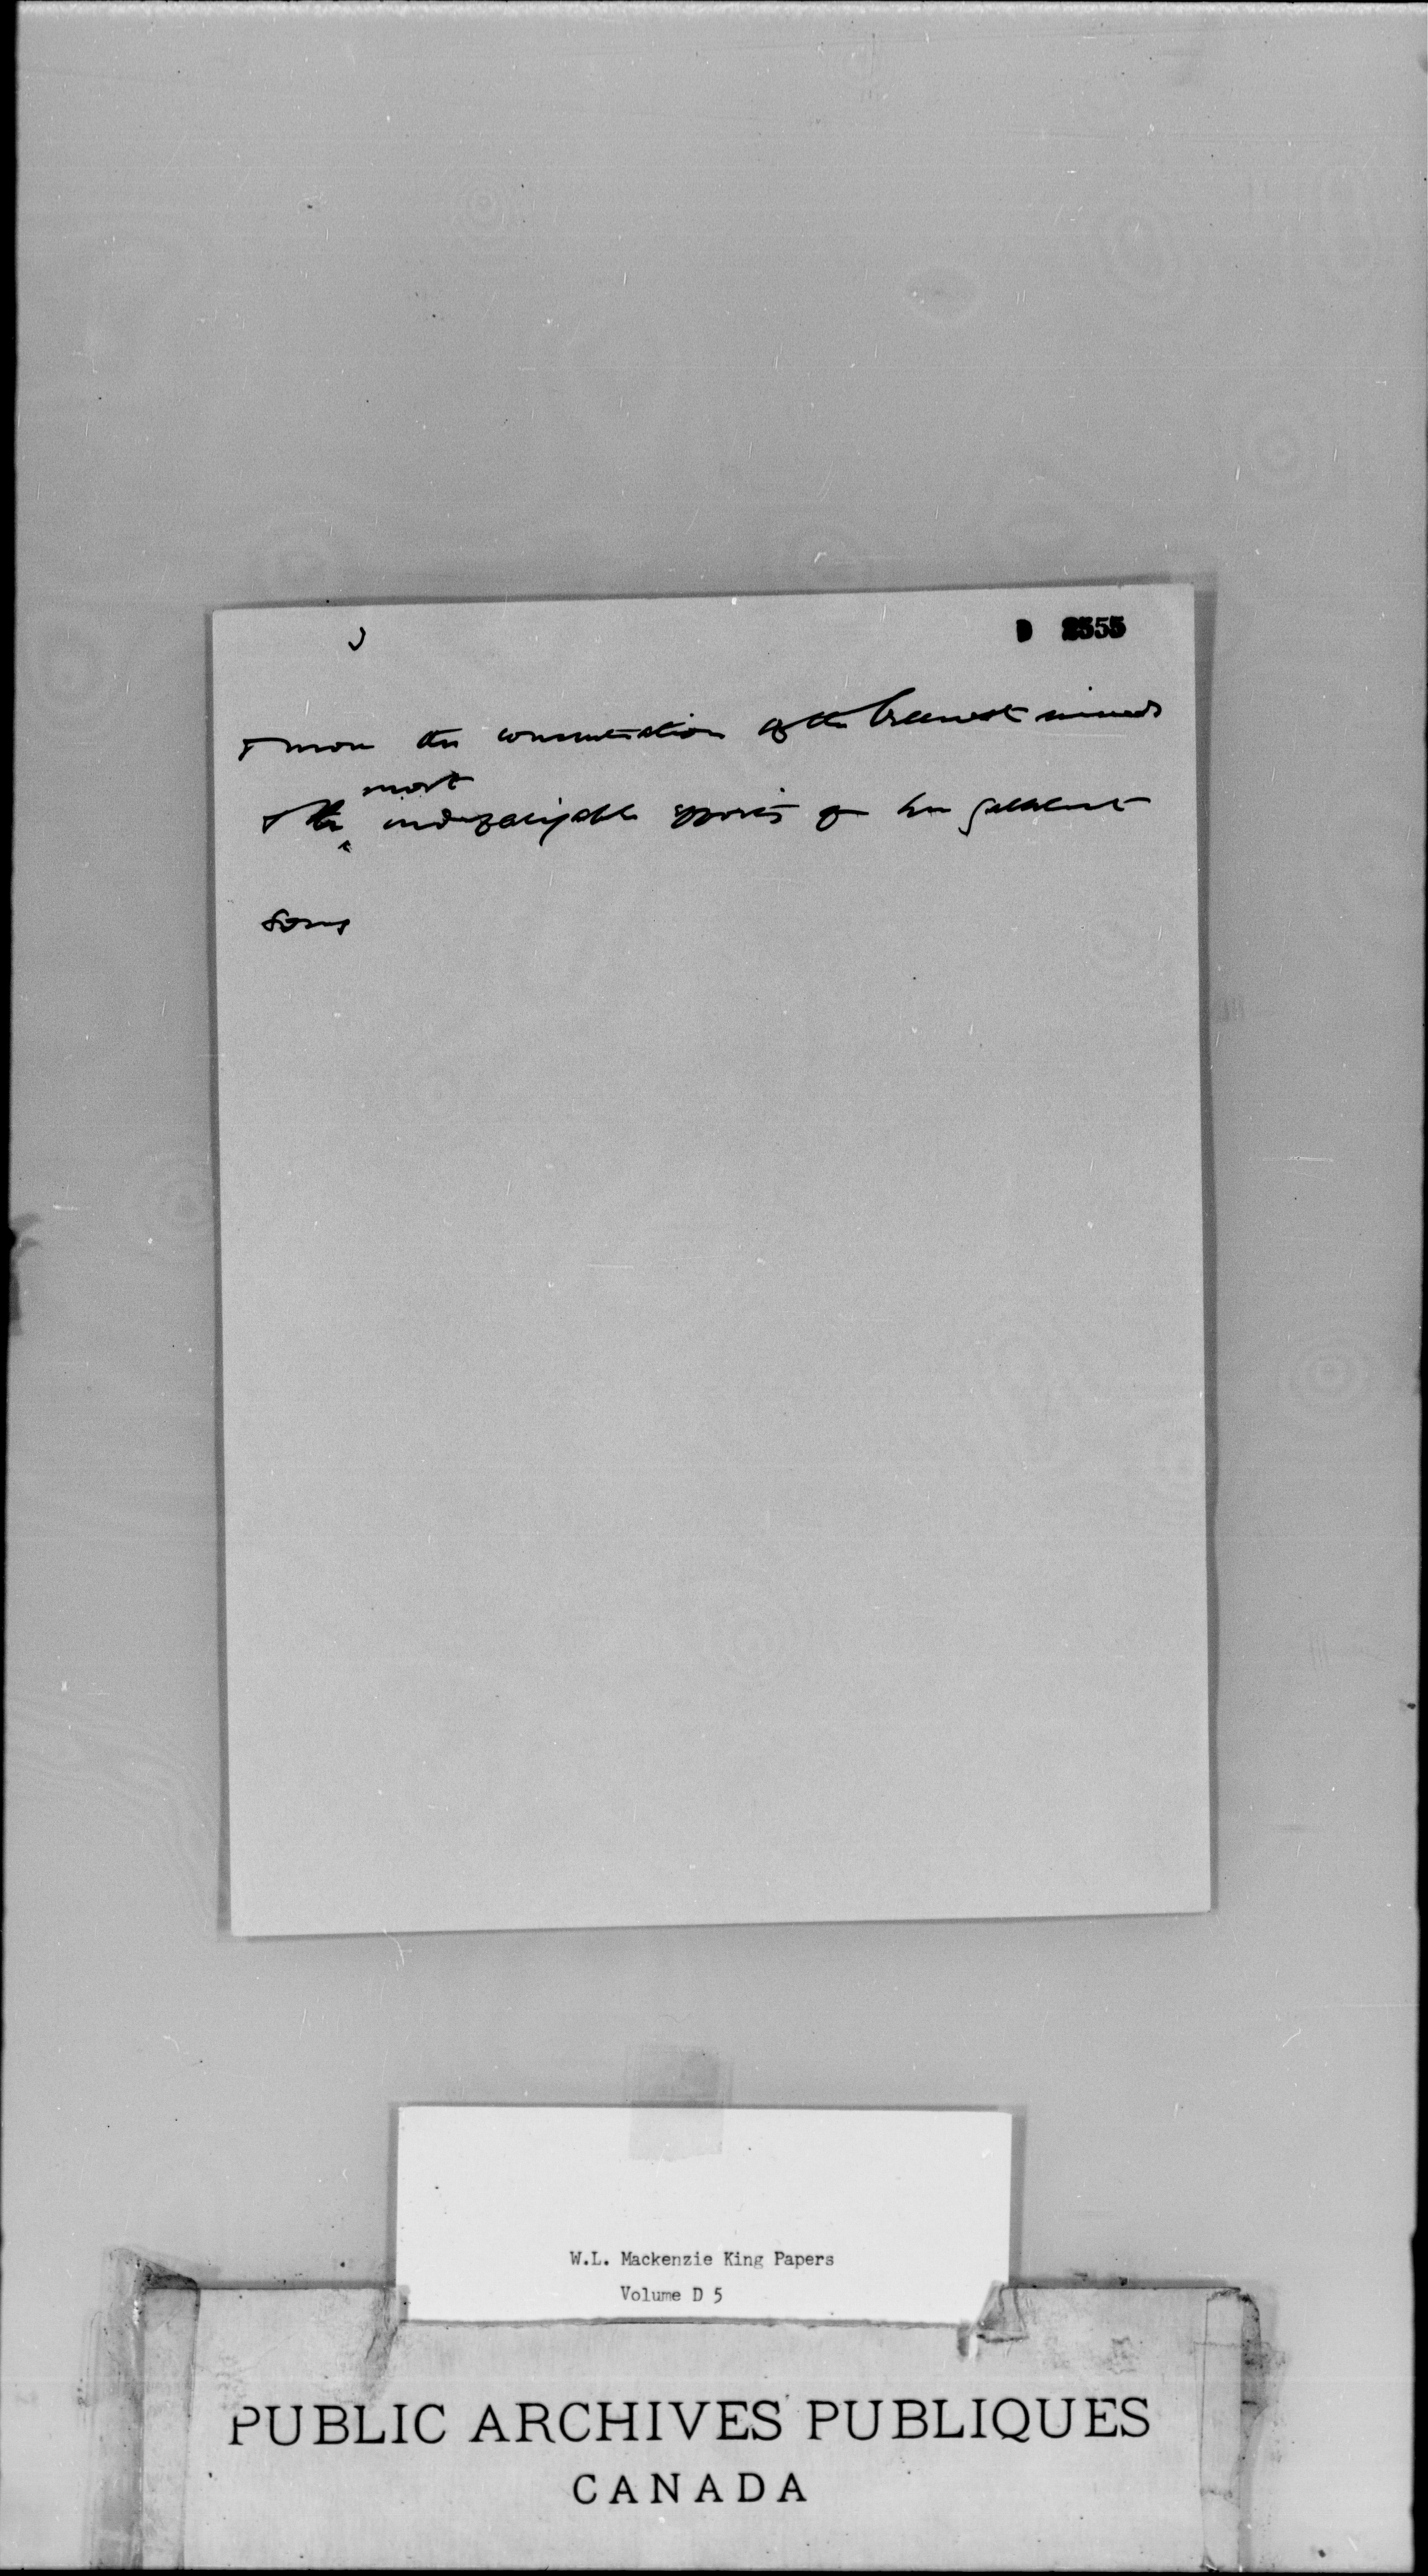 D 2555
& more the concentration of the keenest minds
most
& the indefatigable efforts of her gallant
sons
W.L. Mackenzie King Papers
Volume D 5
PUBLIC ARCHIVES PUBLIQUES
CANADA